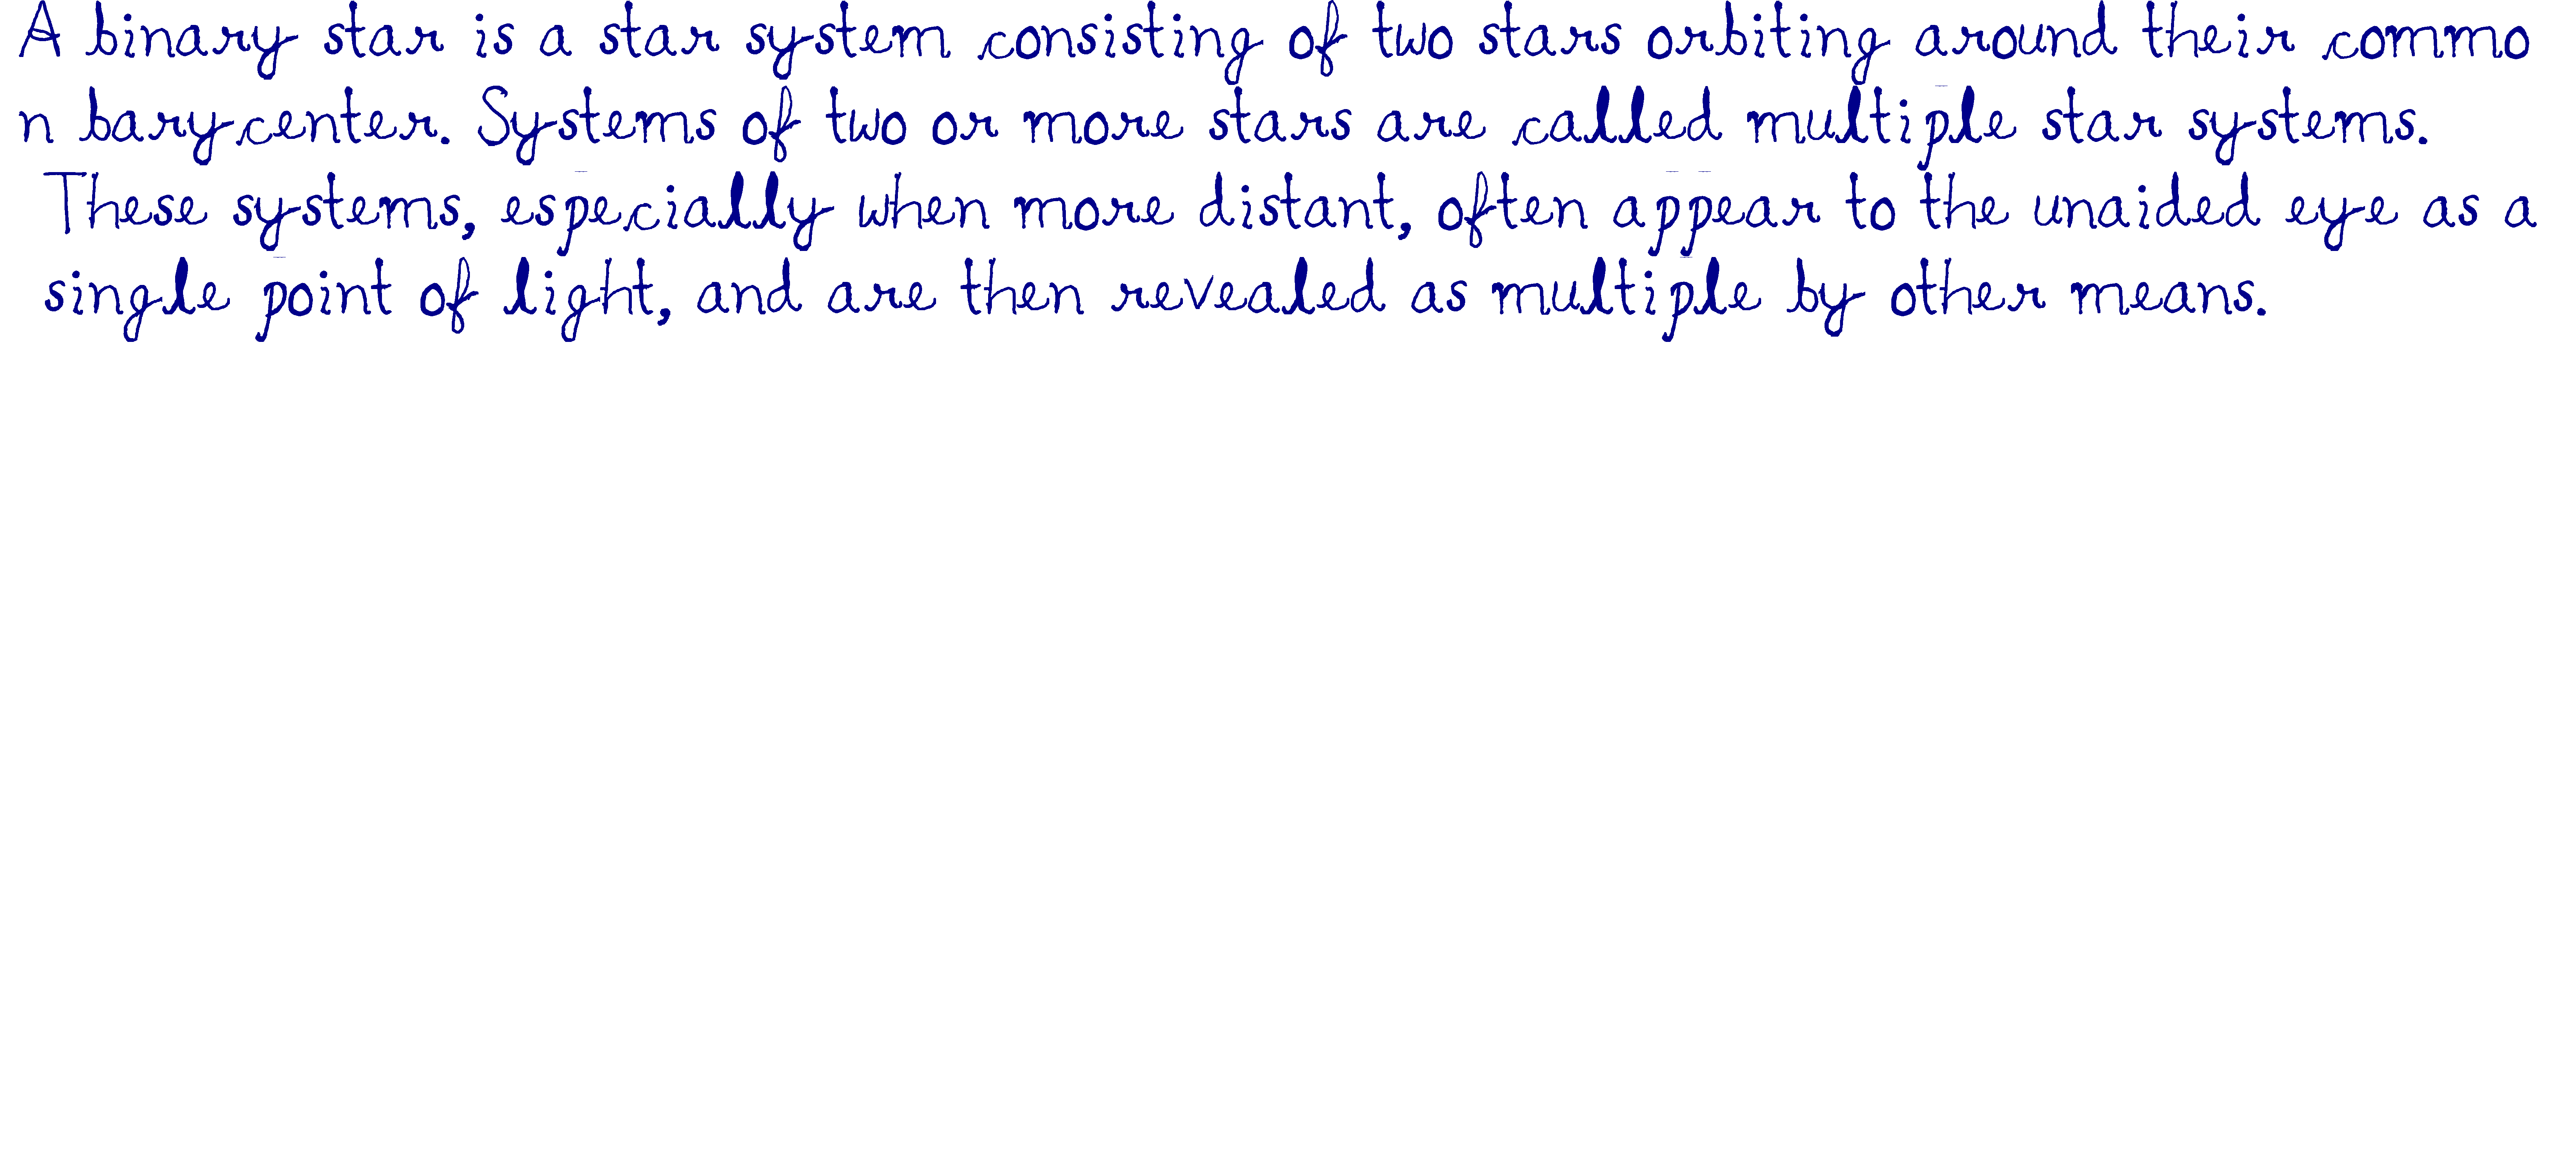 A binary star is a star system consisting of two stars orbiting around their commo
n barycenter. Systems of two or more stars are called multiple star systems.
These systems, especially when more distant, often appear to the unaided eye as a
single point of light, and are then revealed as multiple by other means.